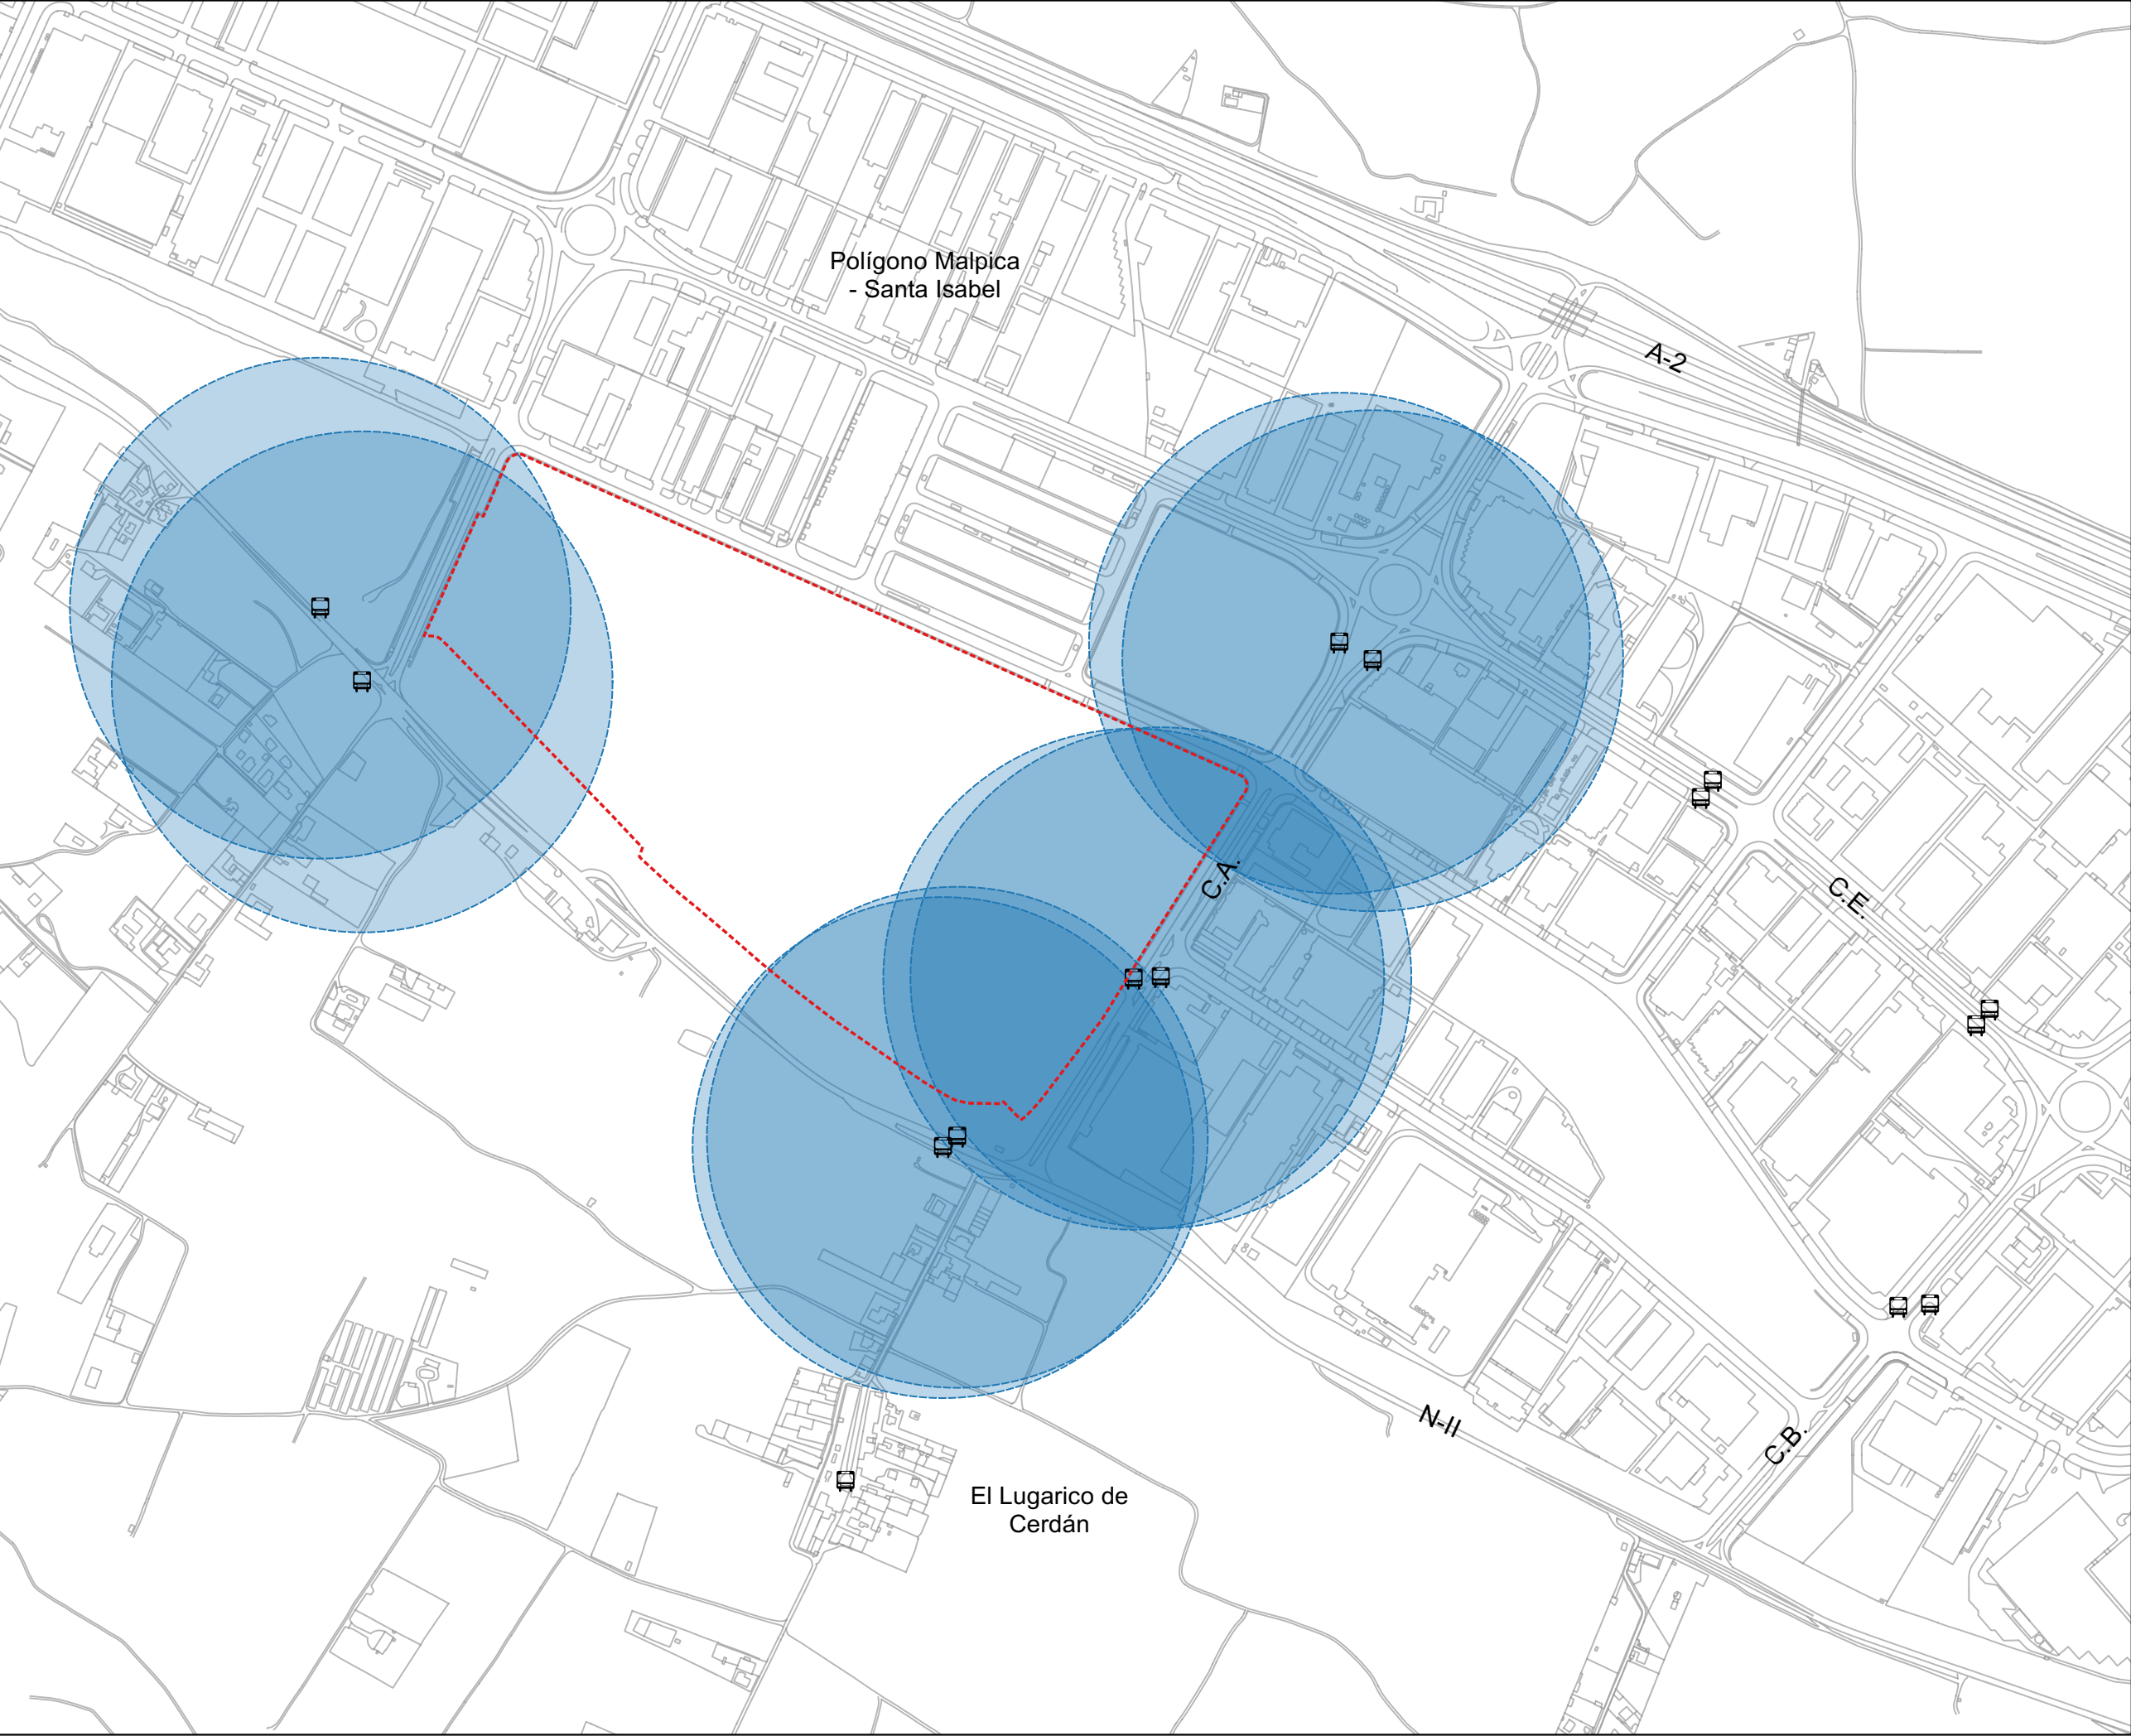 Polígono Malpica
- Santa Isabel
A-2
C.A.
C.E.
N-II
C.B.
El Lugarico de
Cerdán